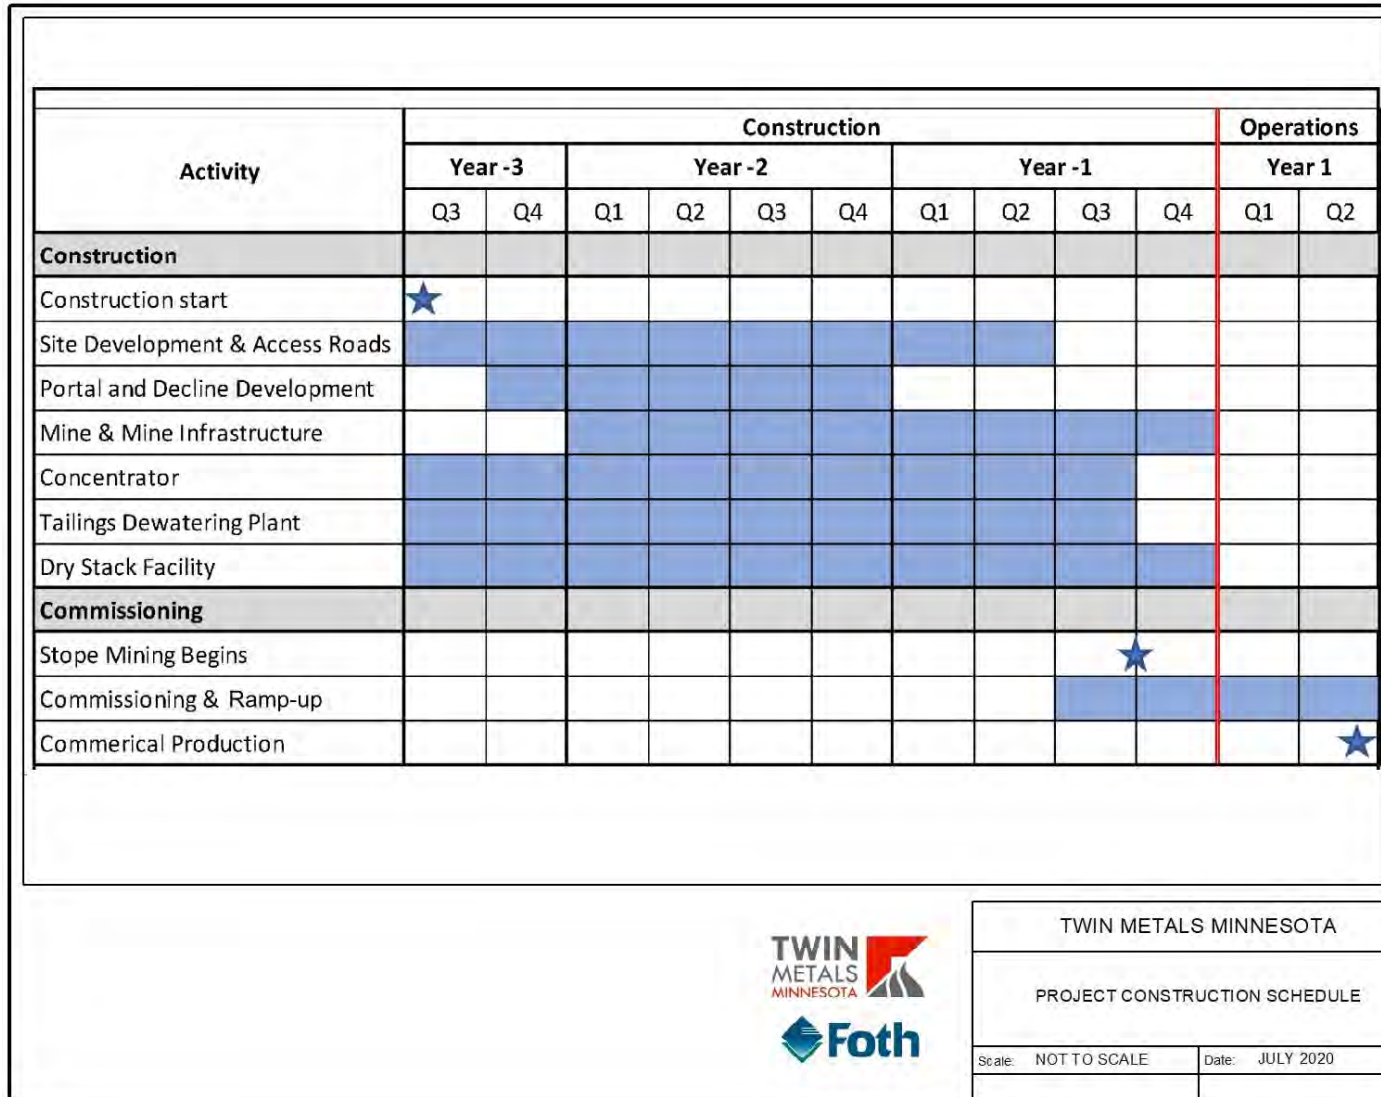 Activity
Construction
Operations
Year -3
Year -2
Year -1
Year 1
Q3 Q4 Q1 Q2 Q3 Q4 Q1 Q2 Q3 Q4 Q1 Q2
Construction
Construction start
Site Development & Access Roads
Portal and Decline Development
Mine & Mine Infrastructure
Concentrator
Tailings Dewatering Plant
Dry Stack Facility
Commissioning
Stope Mining Begins
Commissioning & Ramp-up
Commerical Production
TWIN
METALS
MINNESOTA
Foth
TWIN METALS MINNESOTA
PROJECT CONSTRUCTION SCHEDULE
Scale: NOT TO SCALE
Date: JULY 2020